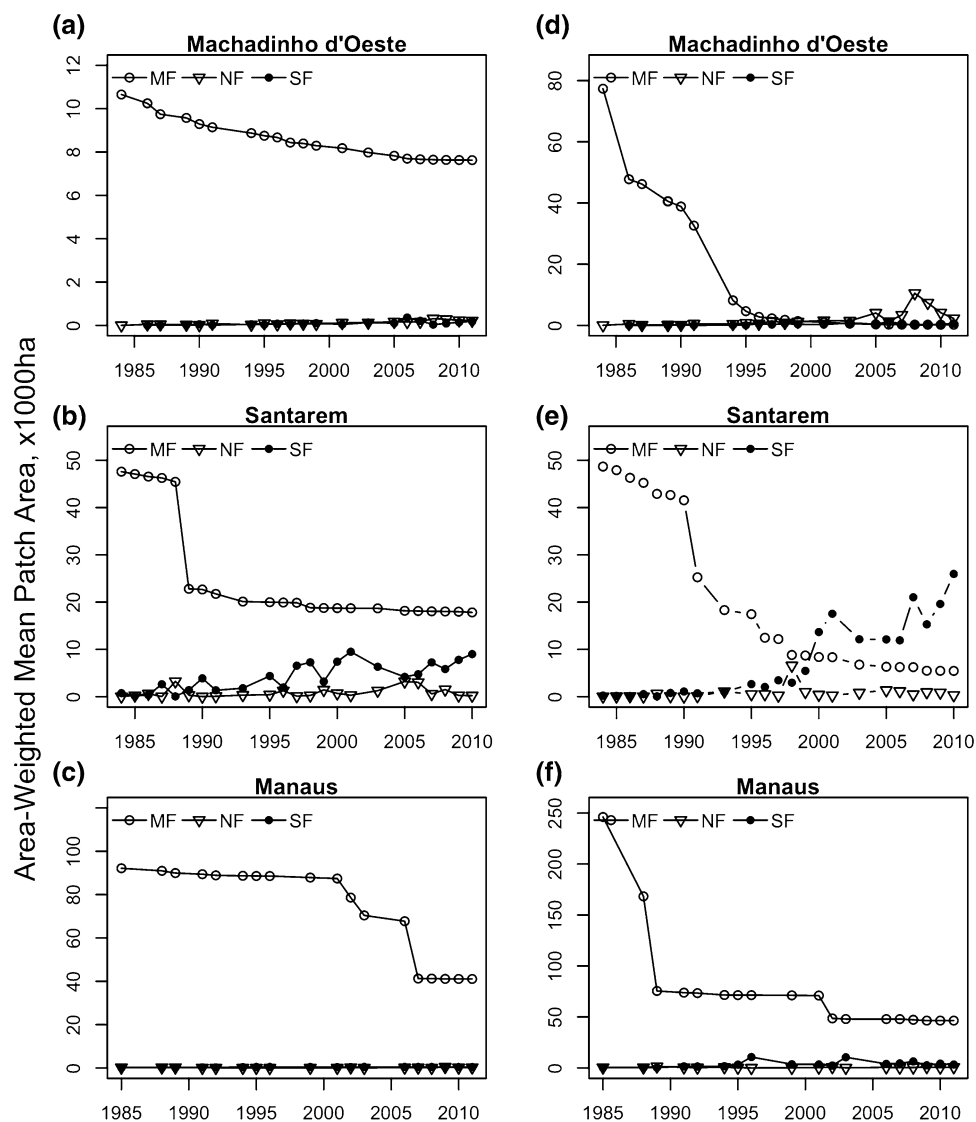 (a)
Machadinho d'Oeste
MF NF SF
12
10
8
6
4
2
0
1985 1990 1995 2000 2005 2010
(d)
Machadinho d'Oeste
MF NF SF
80
60
40
20
0
1985 1990 1995 2000 2005 2010
Area-Weighted Mean Patch Area, x1000ha
(b)
Santarem
MF NF SF
50
40
30
20
10
0
1985 1990 1995 2000 2005 2010
(e)
Santarem
MF NF SF
50
40
30
20
10
0
1985 1990 1995 2000 2005 2010
(c)
Manaus
MF NF SF
100
80
60
40
20
0
1985 1990 1995 2000 2005 2010
(f)
Manaus
MF NF SF
250
200
150
100
50
0
1985 1990 1995 2000 2005 2010